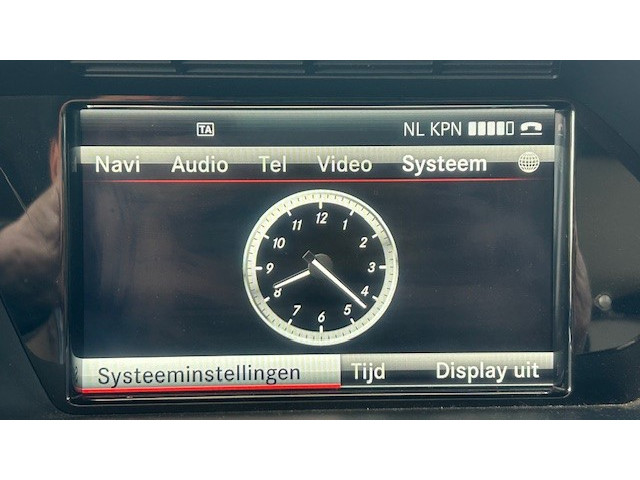 TA NL KPN
Navi Audio Tel Video Systeem
12
11 1
10 2
9 3
8 4
7 5
6
Systeeminstellingen Tijd Display uit